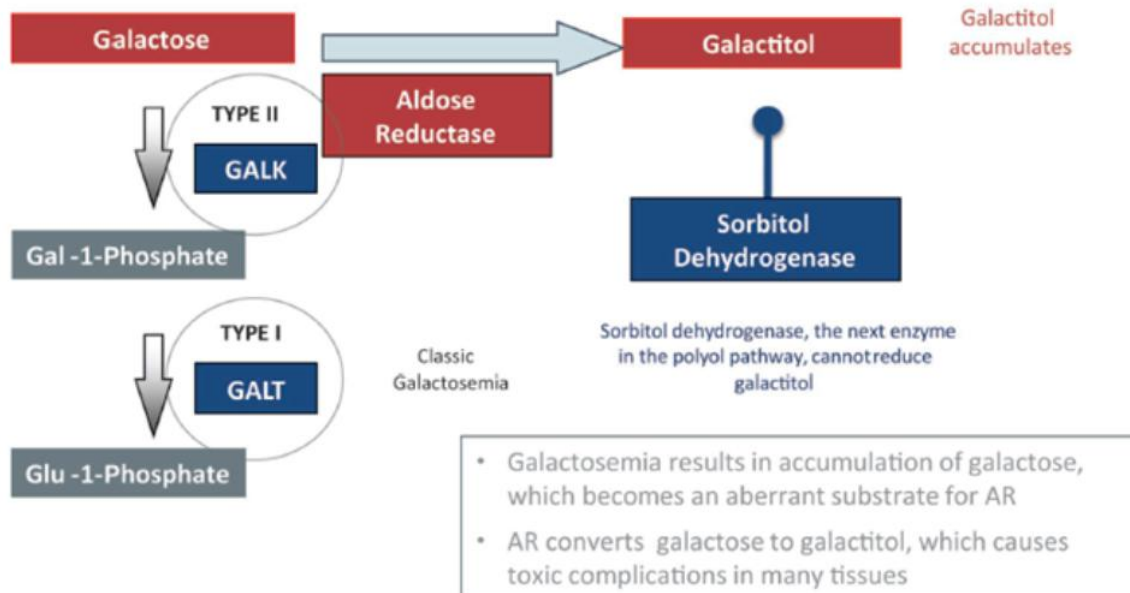 Galactose
Galactitol
Galactitol
accumulates
Aldose
Reductase
TYPE II
GALK
Gal -1-Phosphate
Sorbitol
Dehydrogenase
TYPE I
GALT
Classic
Galactosemia
Sorbitol dehydrogenase, the next enzyme
in the polyol pathway, cannot reduce
galactitol
Glu -1-Phosphate
• Galactosemia results in accumulation of galactose,
which becomes an aberrant substrate for AR
• AR converts galactose to galactitol, which causes
toxic complications in many tissues